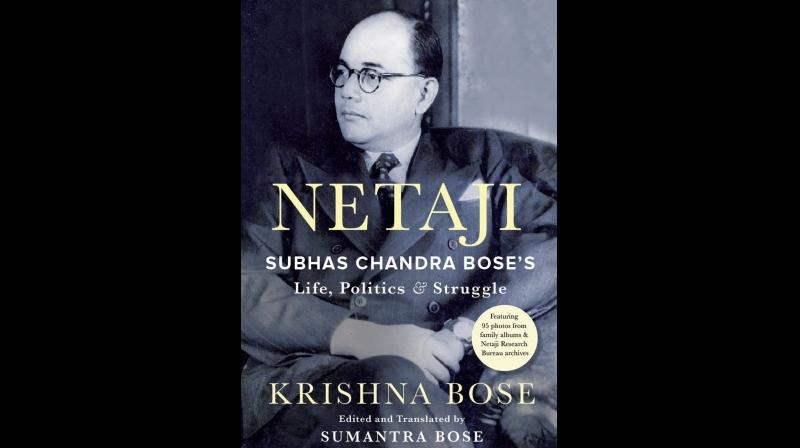 NETAJI
SUBHAS CHANDRA BOSE'S
Life, Politics & Struggle
Featuring
95 photos from
family albums &
Netaji Research
Bureau archives
KRISHNA BOSE
Edited and Translated by
SUMANTRA BOSE